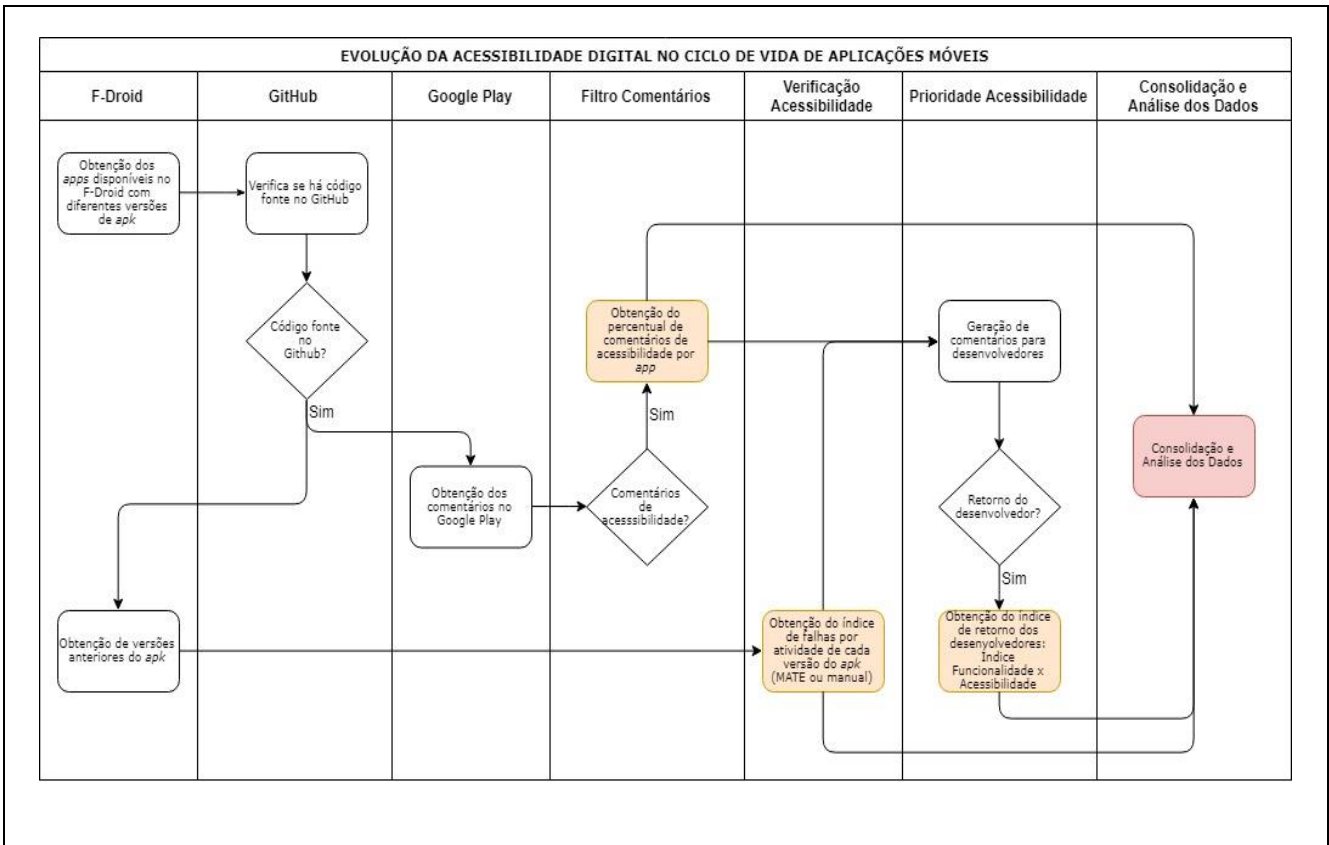 EVOLUÇÃO DA ACESSIBILIDADE DIGITAL NO CICLO DE VIDA DE APLICAÇÕES MÓVEIS
F-Droid
GitHub
Google Play
Filtro Comentários
Verificação
Acessibilidade
Prioridade Acessibilidade
Consolidação e
Análise dos Dados
Obtenção dos
apps disponíveis no
F-Droid com
diferentes versões
de apk
Verifica se há código
fonte no GitHub
Código fonte
no
Github?
Sim
Obtenção dos
comentários no
Google Play
Comentários
de
acesssibilidade?
Sim
Obtenção do
percentual de
comentários de
acessibilidade por
app
Geração de
comentários para
desenvolvedores
Retorno do
desenvolvedor?
Sim
Consolidação e
Análise dos Dados
Obtenção de versões
anteriores do apk
Obtenção do índice
de falhas por
atividade de cada
versão do apk
(MATE ou manual)
Obtenção do índice
de retorno dos
desenvolvedores:
Índice
Funcionalidade x
Acessibilidade